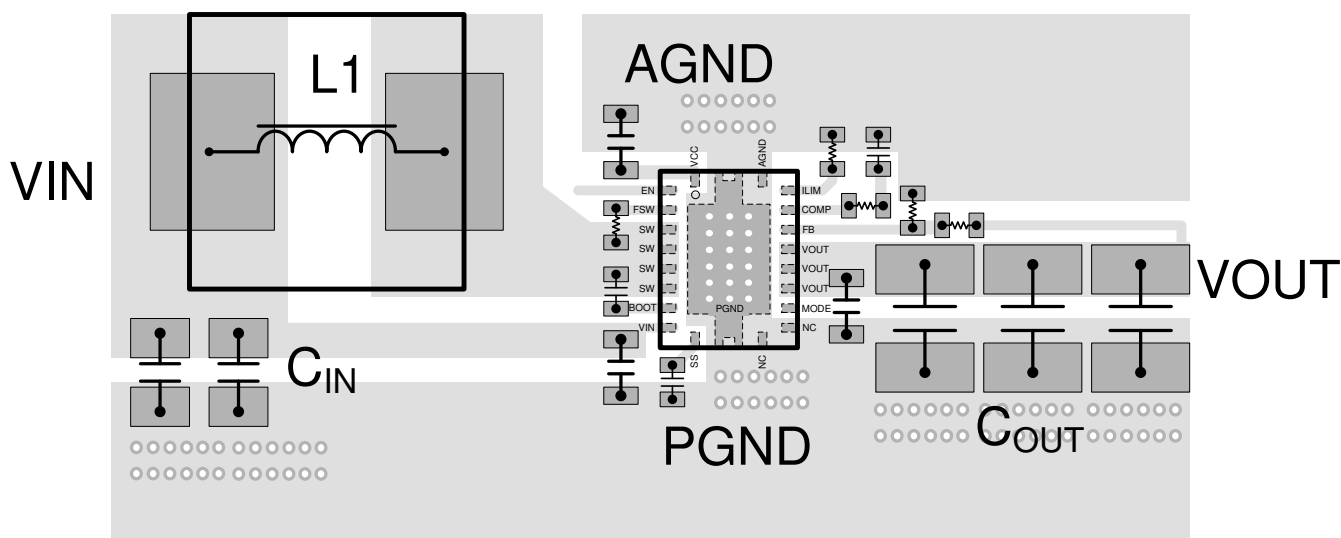 L1
AGND
VIN
VCC
AGND
EN
FSW
SW
SW
SW
SW
BOOT
VIN
ILIM
COMP
FB
VOUT
VOUT
VOUT
MODE
NC
PGND
SS
NC
VOUT
CIN
COUT
PGND